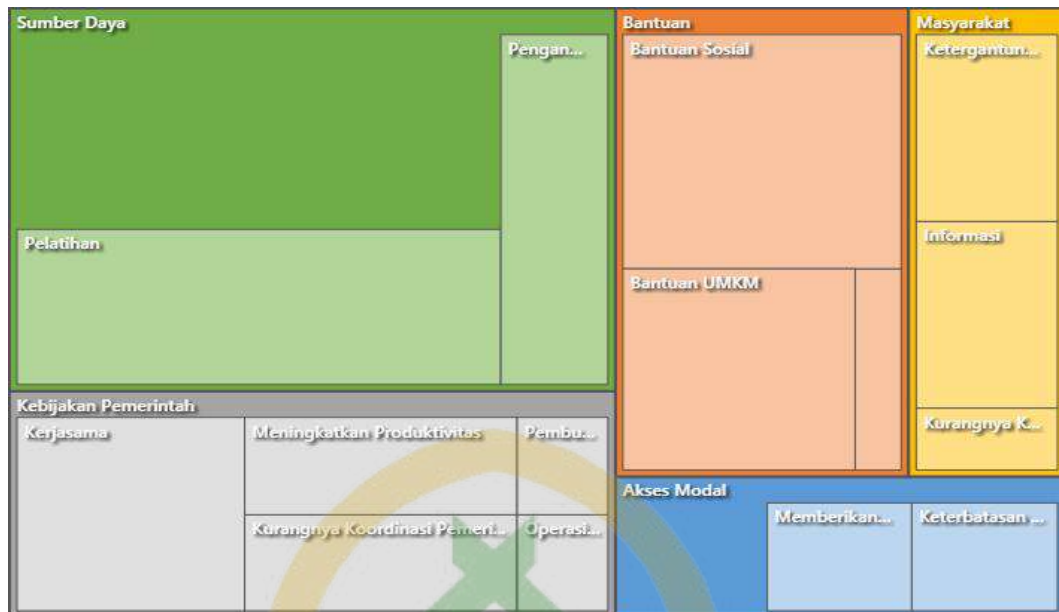 Sumber Daya
Pengan...
Pelatihan
Bantuan
Bantuan Sosial
Bantuan UMKM
Masyarakat
Ketergantun...
Informasi
Kurangnya K...
Kebijakan Pemerintah
Kerjasama
Meningkatkan Produktivitas
Pembu...
Kurangnya Koordinasi Pemeri...
Operasi...
Akses Modal
Memberikan...
Keterbatasan ...